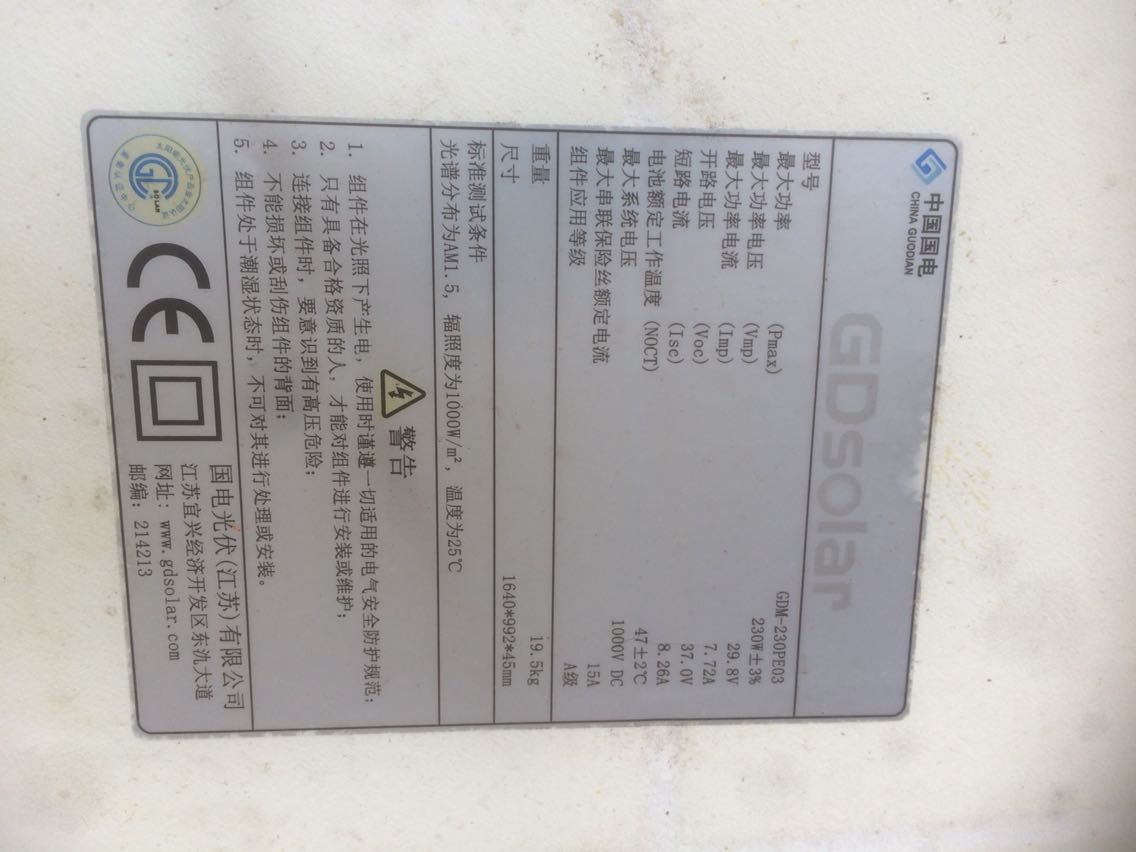 中国国电
CHINA GUODIAN
GDsolar
型号 GDM-230PE03
最大功率 (Pmax) 230W±3%
最大功率电压 (Vmp) 29.8V
最大功率电流 (Imp) 7.72A
开路电压 (Voc) 37.0V
短路电流 (Isc) 8.26A
电池额定工作温度 (NOCT) 47±2℃
最大系统电压 1000V DC
最大串联保险丝额定电流 15A
组件应用等级 A级
重量 19.5kg
尺寸 1640*992*45mm
标准测试条件
光谱分布为AM1.5, 辐照度为1000W/m², 温度为25℃
警告
1. 组件在光照下产生电, 使用时谨遵一切适用的电气安全防护规范;
2. 只有具备合格资质的人, 才能对组件进行安装或维护;
3. 连接组件时, 要意识到有高压危险;
4. 不能损坏或刮伤组件的背面;
5. 组件处于潮湿状态时, 不可对其进行处理或安装。
SOLAR
CE
国电光伏(江苏)有限公司
江苏宜兴经济开发区东氿大道
网址: www.gdsolar.com
邮编: 214213